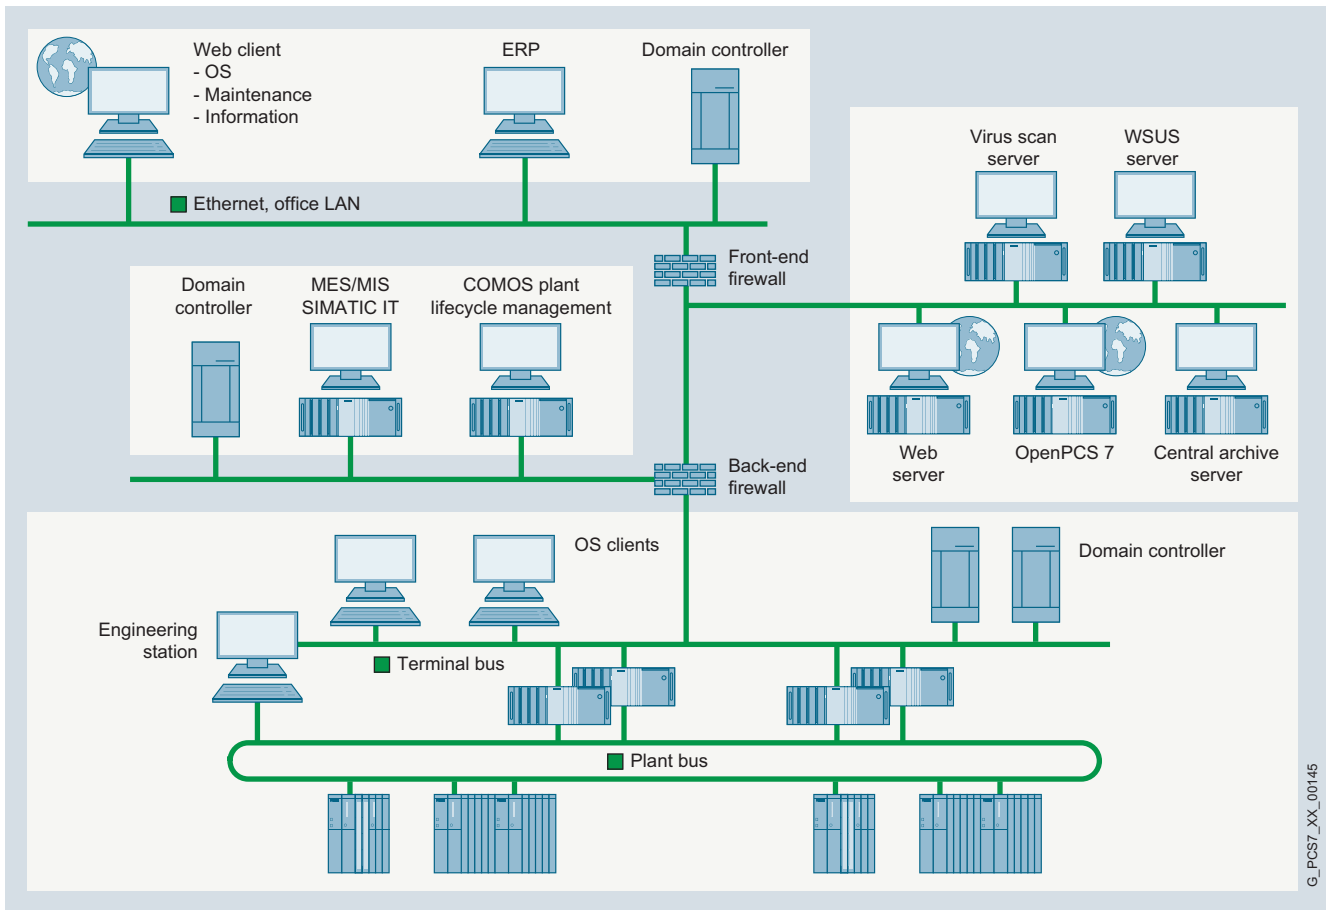 Web client
- OS
- Maintenance
- Information
ERP
Domain controller
Virus scan
server
WSUS
server
Ethernet, office LAN
Front-end
firewall
Domain
controller
MES/MIS
SIMATIC IT
COMOS plant
lifecycle management
Web
server
OpenPCS 7
Central archive
server
Back-end
firewall
OS clients
Domain controller
Engineering
station
Terminal bus
Plant bus
G_PCS7_XX_00145